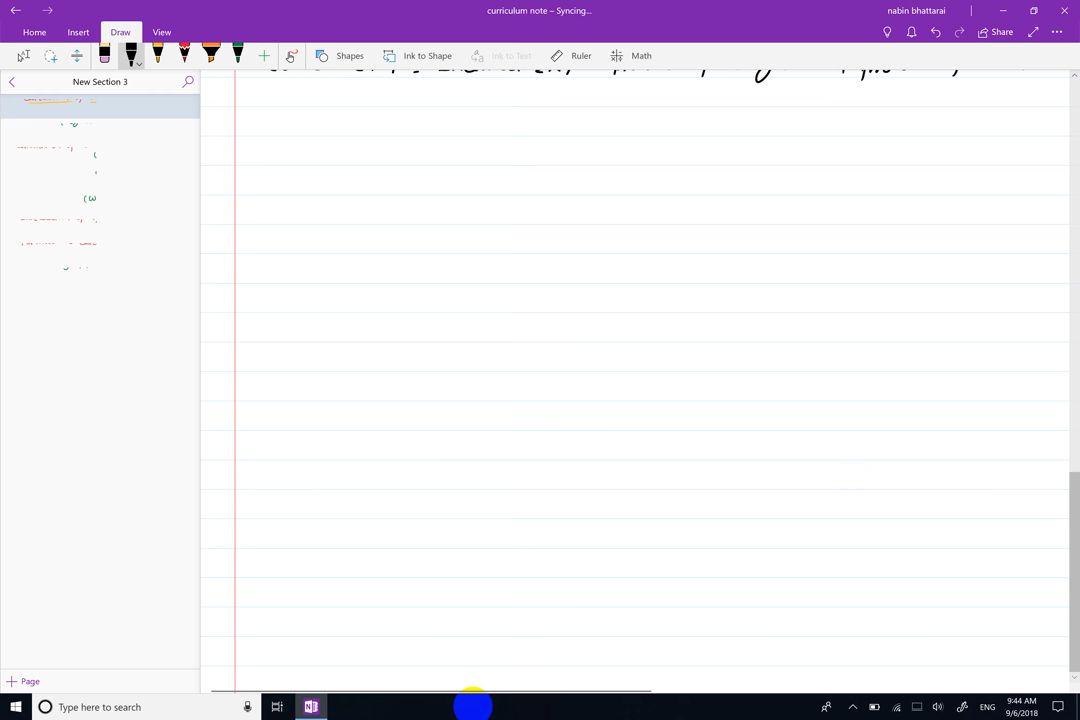 curriculum note – Syncing...
nabin bhattarai
Home
Insert
Draw
View
Share
Shapes
Ink to Shape
Ink to Text
Ruler
Math
New Section 3
(w
Page
Type here to search
ENG
9:44 AM
9/6/2018